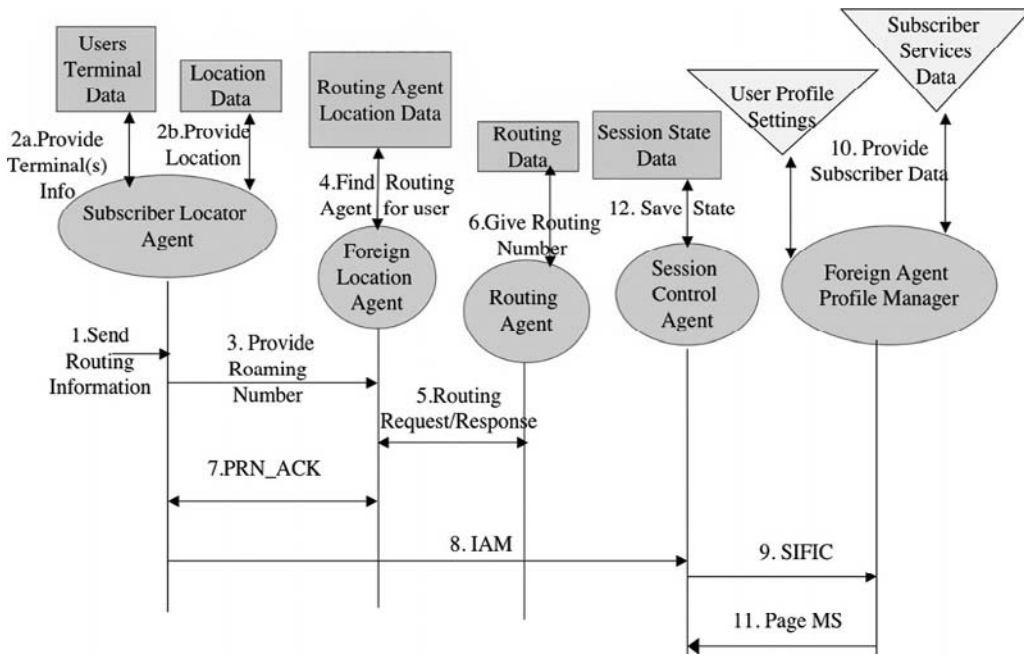 Users
Terminal
Data
Location
Data
Routing Agent
Location Data
Routing
Data
Session State
Data
User Profile
Settings
Subscriber
Services
Data
2a.Provide
Terminal(s)
Info
2b.Provide
Location
4.Find Routing
Agent for user
6.Give Routing
Number
12. Save State
10. Provide
Subscriber Data
Subscriber Locator
Agent
Foreign
Location
Agent
Routing
Agent
Session
Control
Agent
Foreign Agent
Profile Manager
1.Send
Routing
Information
3. Provide
Roaming
Number
5.Routing
Request/Response
7.PRN_ACK
8. IAM
9. SIFIC
11. Page MS